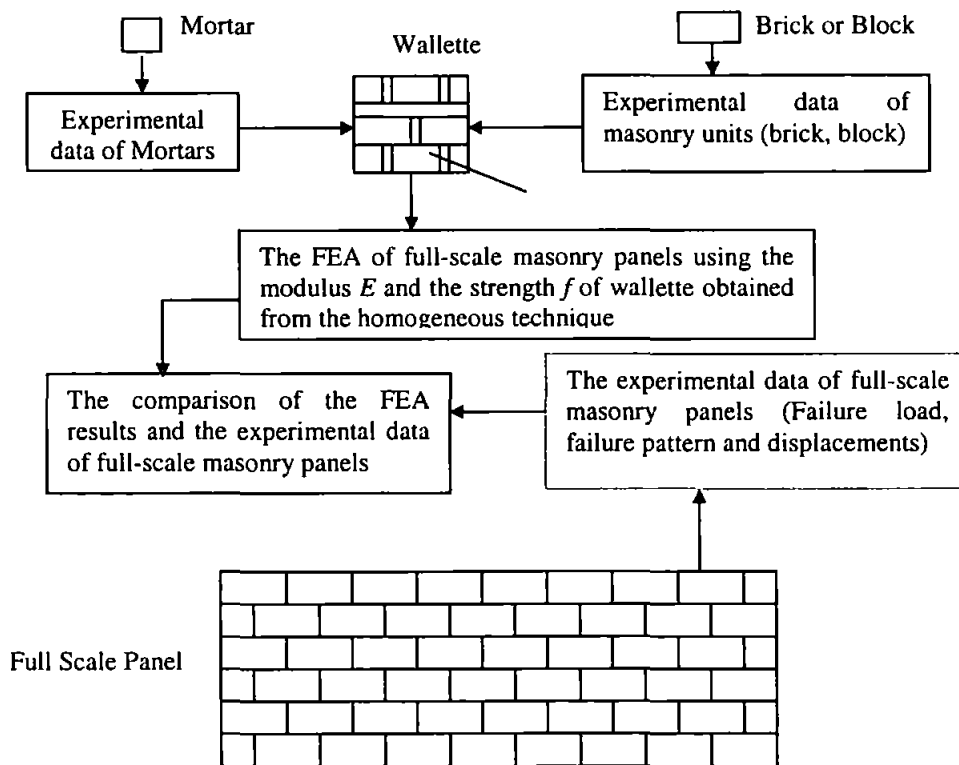 Mortar
Wallette
Brick or Block
Experimental
data of Mortars
Experimental data of
masonry units (brick, block)
The FEA of full-scale masonry panels using the
modulus E and the strength f of wallette obtained
from the homogeneous technique
The comparison of the FEA
results and the experimental data
of full-scale masonry panels
The experimental data of full-scale
masonry panels (Failure load,
failure pattern and displacements)
Full Scale Panel